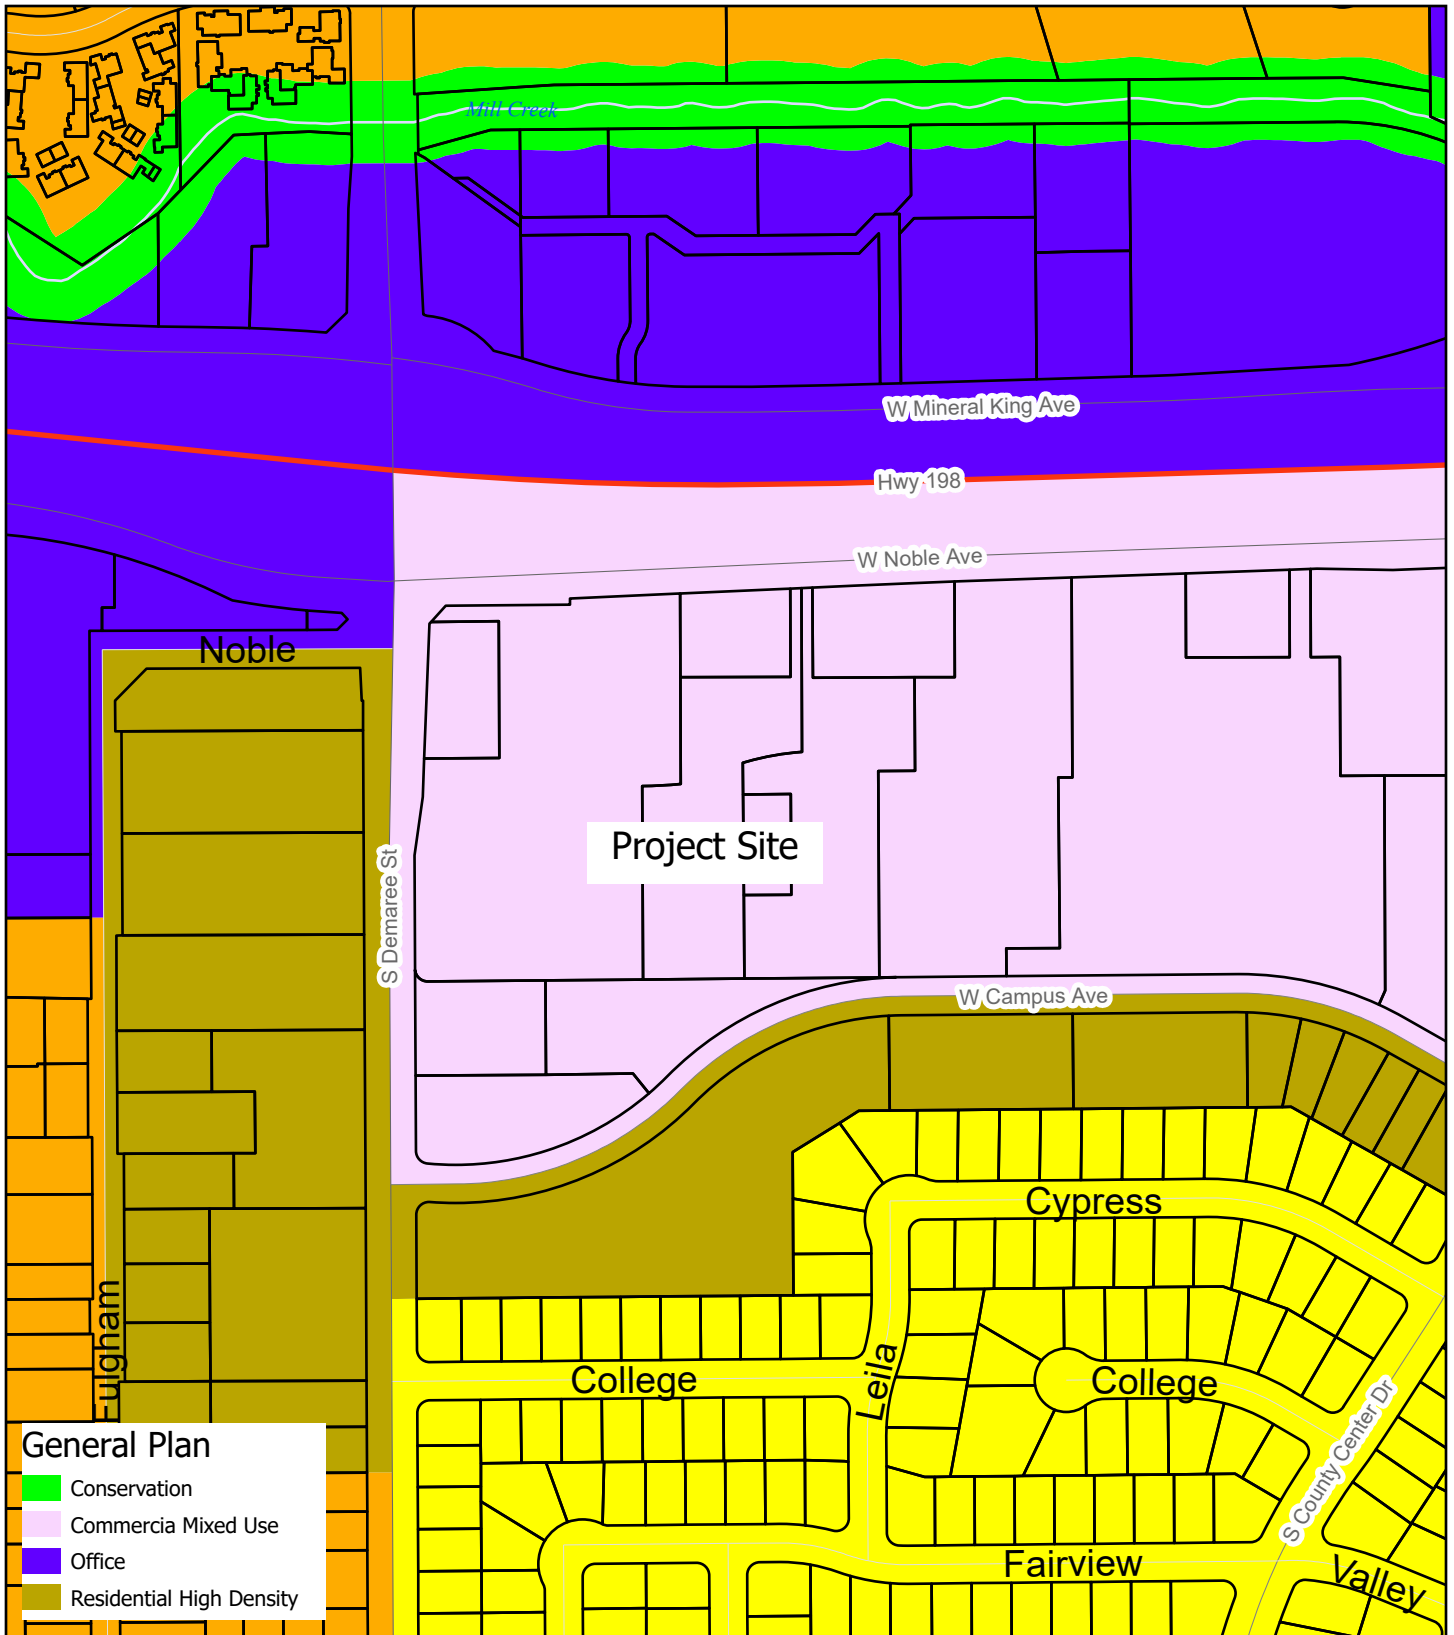 Mill Creek
W Mineral King Ave
Hwy 198
W Noble Ave
Noble
Project Site
S Demaree St
W Campus Ave
Cypress
Fulgham
Leila
College
College
S County Center Dr
Fairview
Valley
General Plan
Conservation
Commercia Mixed Use
Office
Residential High Density